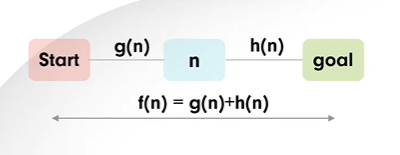 g(n) h(n)
Start n goal
f(n) = g(n)+h(n)